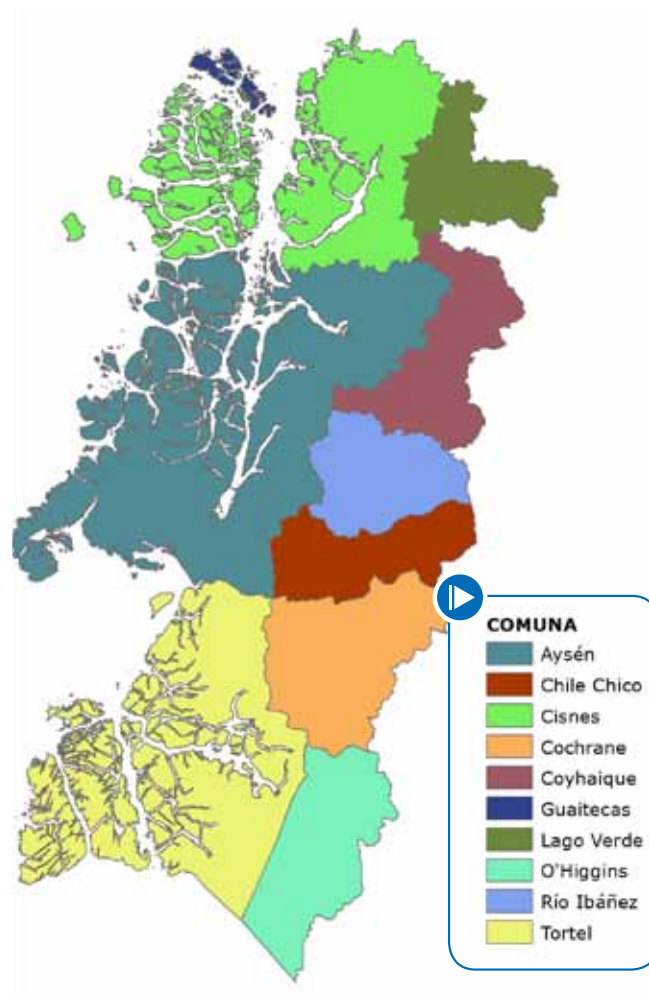 COMUNA
Aysén
Chile Chico
Cisnes
Cochrane
Coyhaique
Guaitecas
Lago Verde
O'Higgins
Río Ibáñez
Tortel